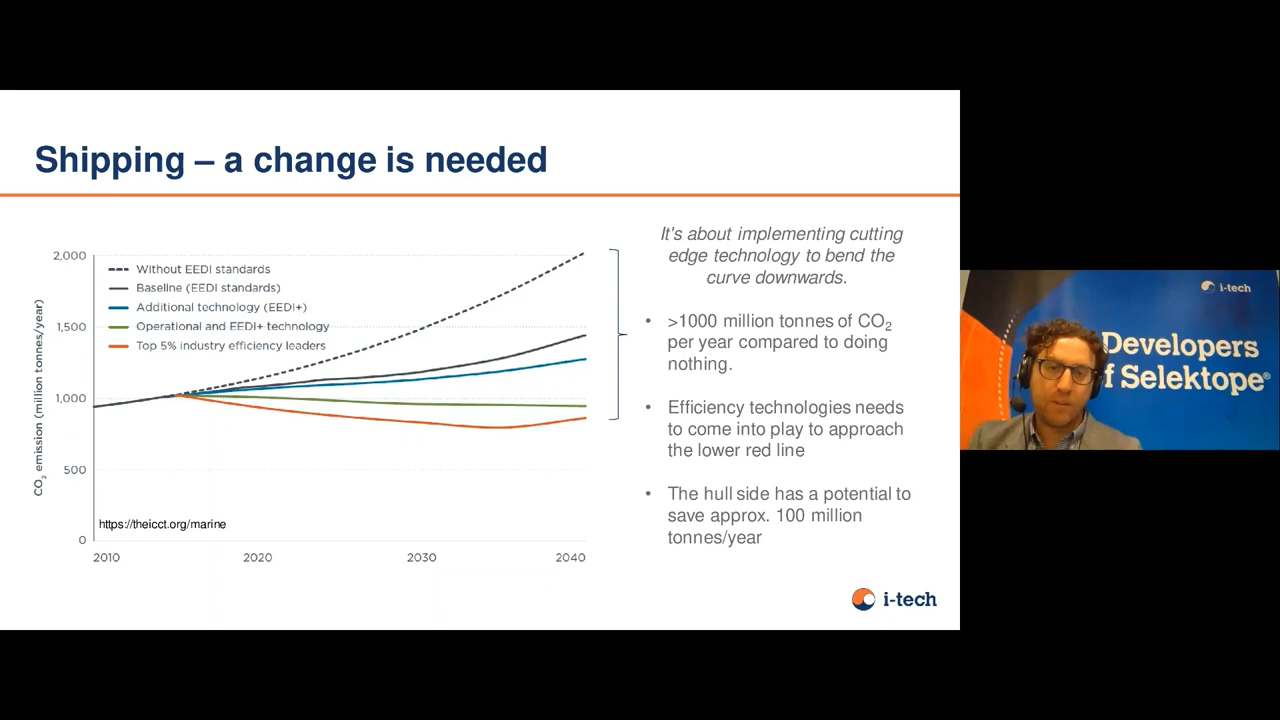 Shipping – a change is needed
2,000
1,500
1,000
500
0
CO2 emission (million tonnes/year)
Without EEDI standards
Baseline (EEDI standards)
Additional technology (EEDI+)
Operational and EEDI+ technology
Top 5% industry efficiency leaders
https://theicct.org/marine
2010 2020 2030 2040
It's about implementing cutting
edge technology to bend the
curve downwards.
• >1000 million tonnes of CO2
per year compared to doing
nothing.
• Efficiency technologies needs
to come into play to approach
the lower red line
• The hull side has a potential to
save approx. 100 million
tonnes/year
i-tech
i-tech
Developers
f Selektope®